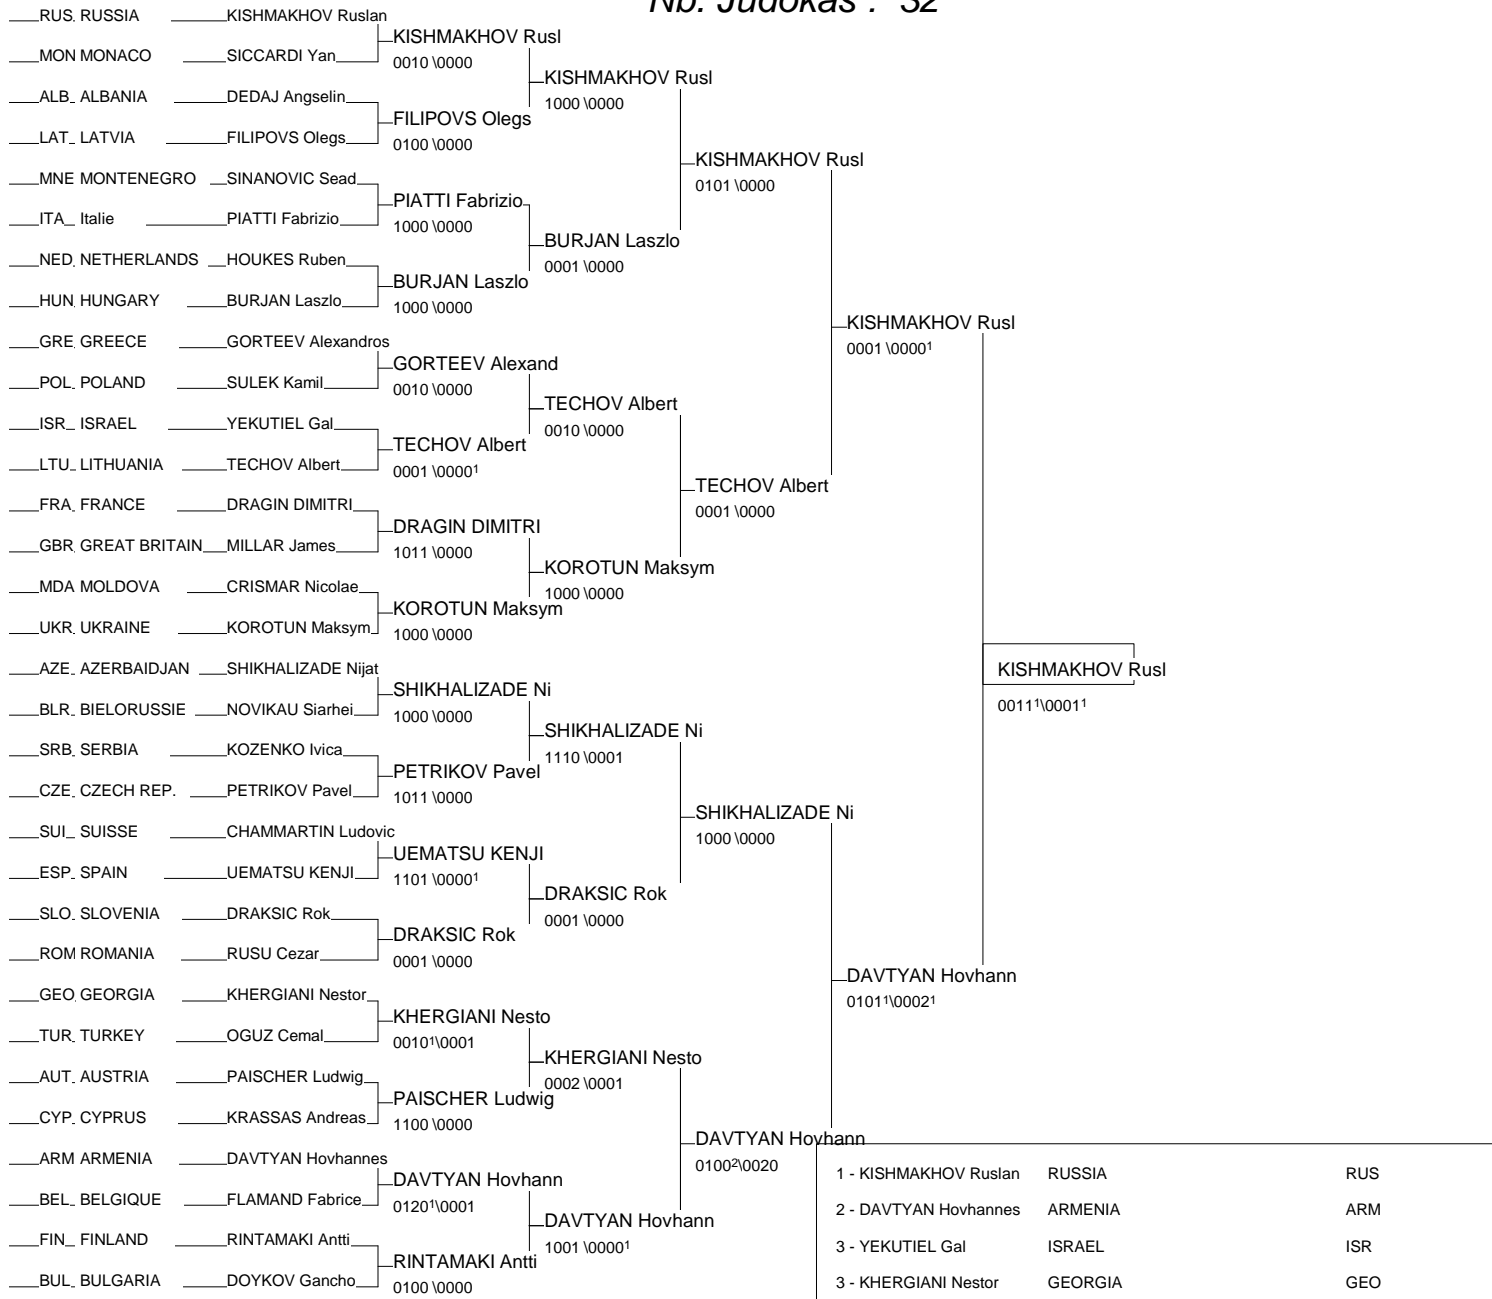 Nb. Judokas : 32
RUS RUSSIA KISHMAKHOV Ruslan
KISHMAKHOV Rusl
MON MONACO SICCARDI Yan
0010 \0000
KISHMAKHOV Rusl
ALB ALBANIA DEDAJ Angselin
1000 \0000
FILIPOVS Olegs
LAT LATVIA FILIPOVS Olegs
0100 \0000
KISHMAKHOV Rusl
MNE MONTENEGRO SINANOVIC Sead
0101 \0000
PIATTI Fabrizio
ITA Italie PIATTI Fabrizio
1000 \0000
BURJAN Laszlo
NED NETHERLANDS HOUKES Ruben
0001 \0000
BURJAN Laszlo
HUN HUNGARY BURJAN Laszlo
1000 \0000
KISHMAKHOV Rusl
GRE GREECE GORTEEV Alexandros
0001 \0000¹
GORTEEV Alexand
POL POLAND SULEK Kamil
0010 \0000
TECHOV Albert
ISR ISRAEL YEKUTIEL Gal
0010 \0000
TECHOV Albert
LTU LITHUANIA TECHOV Albert
0001 \0000¹
TECHOV Albert
FRA FRANCE DRAGIN DIMITRI
0001 \0000
DRAGIN DIMITRI
GBR GREAT BRITAIN MILLAR James
1011 \0000
KOROTUN Maksym
MDA MOLDOVA CRISMAR Nicolae
1000 \0000
KOROTUN Maksym
UKR UKRAINE KOROTUN Maksym
1000 \0000
AZE AZERBAIDJAN SHIKHALIZADE Nijat
KISHMAKHOV Rusl
SHIKHALIZADE Ni
BLR BIELORUSSIE NOVIKAU Siarhei
0011¹\0001¹
1000 \0000
SHIKHALIZADE Ni
SRB SERBIA KOZENKO Ivica
1110 \0001
PETRIKOV Pavel
CZE CZECH REP. PETRIKOV Pavel
1011 \0000
SHIKHALIZADE Ni
SUI SUISSE CHAMMARTIN Ludovic
1000 \0000
UEMATSU KENJI
ESP SPAIN UEMATSU KENJI
1101 \0000¹
DRAKSIC Rok
SLO SLOVENIA DRAKSIC Rok
0001 \0000
DRAKSIC Rok
ROM ROMANIA RUSU Cezar
0001 \0000
DAVTYAN Hovhann
GEO GEORGIA KHERGIANI Nestor
0101¹\0002¹
KHERGIANI Nesto
TUR TURKEY OGUZ Cemal
0010¹\0001
KHERGIANI Nesto
AUT AUSTRIA PAISCHER Ludwig
0002 \0001
PAISCHER Ludwig
CYP CYPRUS KRASSAS Andreas
1100 \0000
DAVTYAN Hovhann
ARM ARMENIA DAVTYAN Hovhannes
0100²\0020
DAVTYAN Hovhann
BEL BELGIQUE FLAMAND Fabrice
0120¹\0001
DAVTYAN Hovhann
FIN FINLAND RINTAMAKI Antti
1001 \0000¹
RINTAMAKI Antti
BUL BULGARIA DOYKOV Gancho
0100 \0000
1 - KISHMAKHOV Ruslan RUSSIA RUS
2 - DAVTYAN Hovhannes ARMENIA ARM
3 - YEKUTIEL Gal ISRAEL ISR
3 - KHERGIANI Nestor GEORGIA GEO